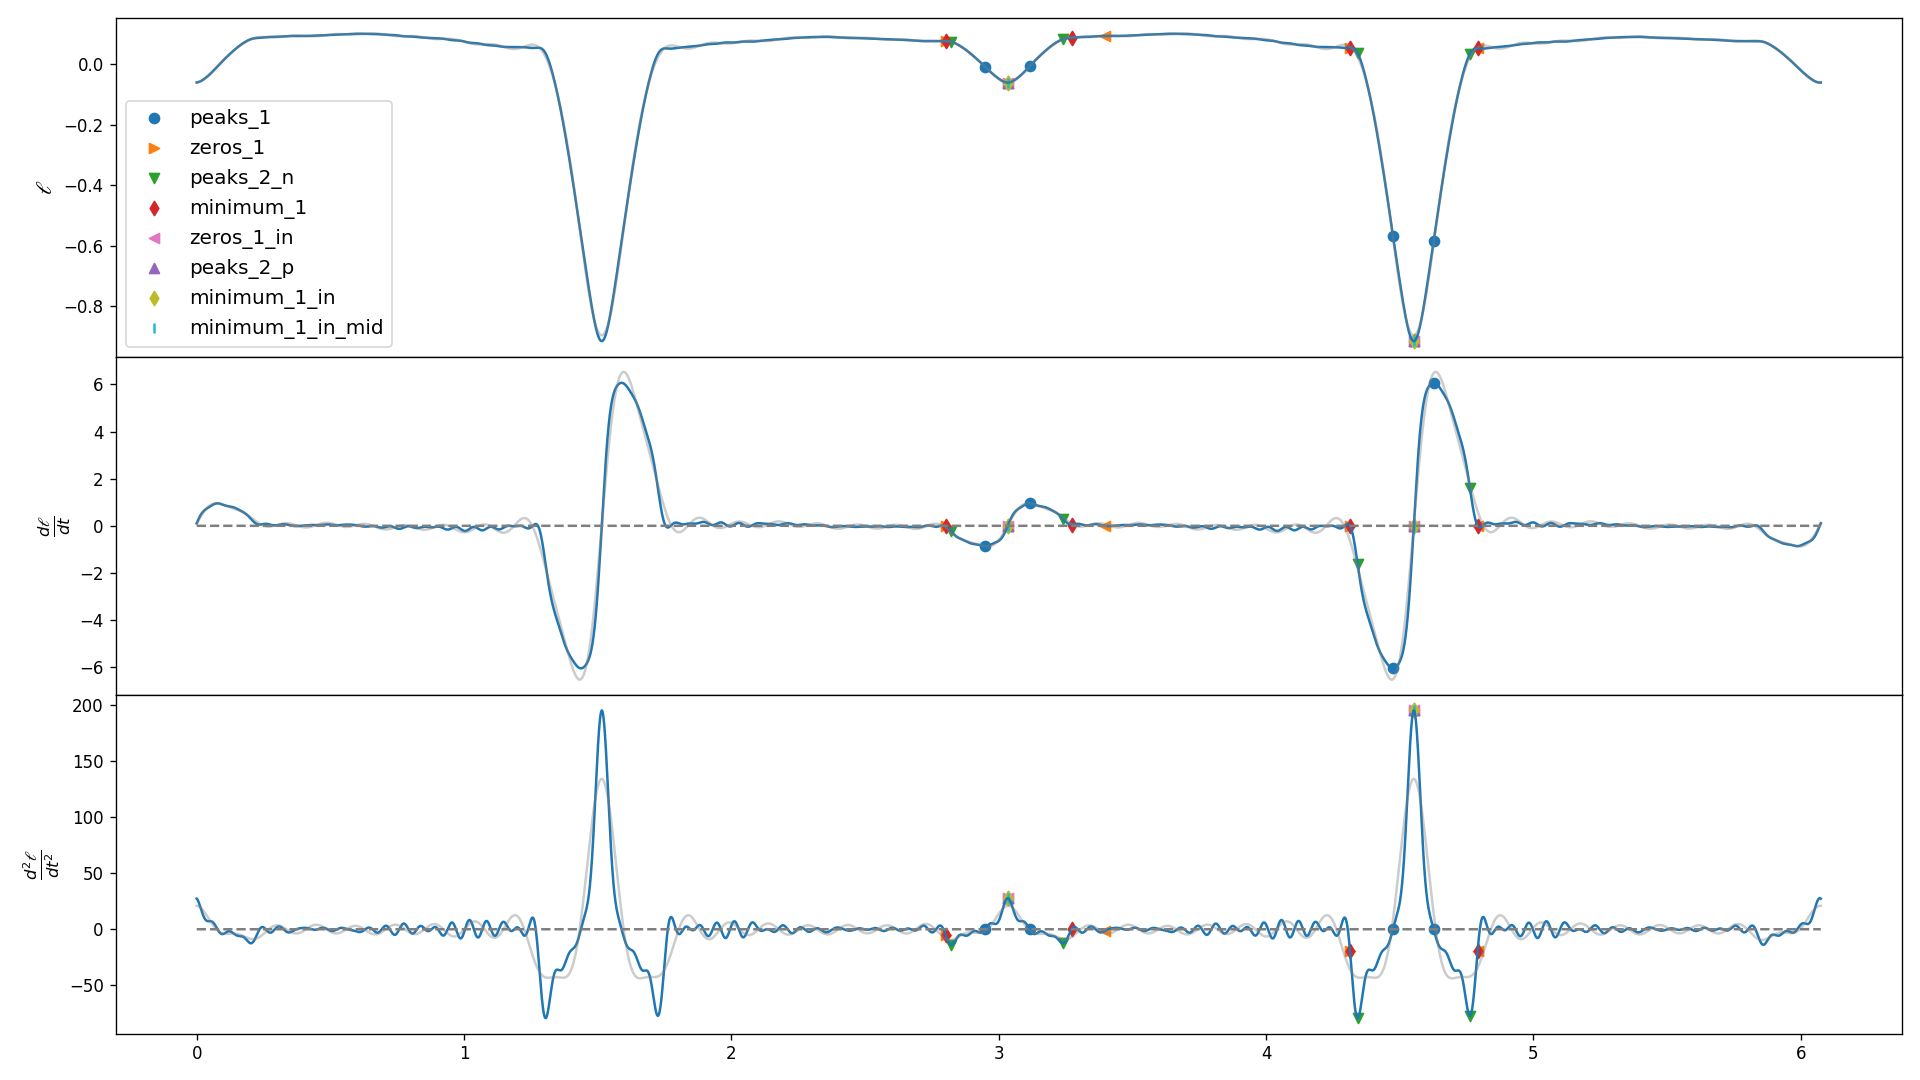 0.0
−0.2
−0.4
−0.6
−0.8
ℓ
peaks_1
zeros_1
peaks_2_n
minimum_1
zeros_1_in
peaks_2_p
minimum_1_in
minimum_1_in_mid
6
4
2
0
−2
−4
−6
dℓ/dt
200
150
100
50
0
−50
d²ℓ/dt²
0 1 2 3 4 5 6